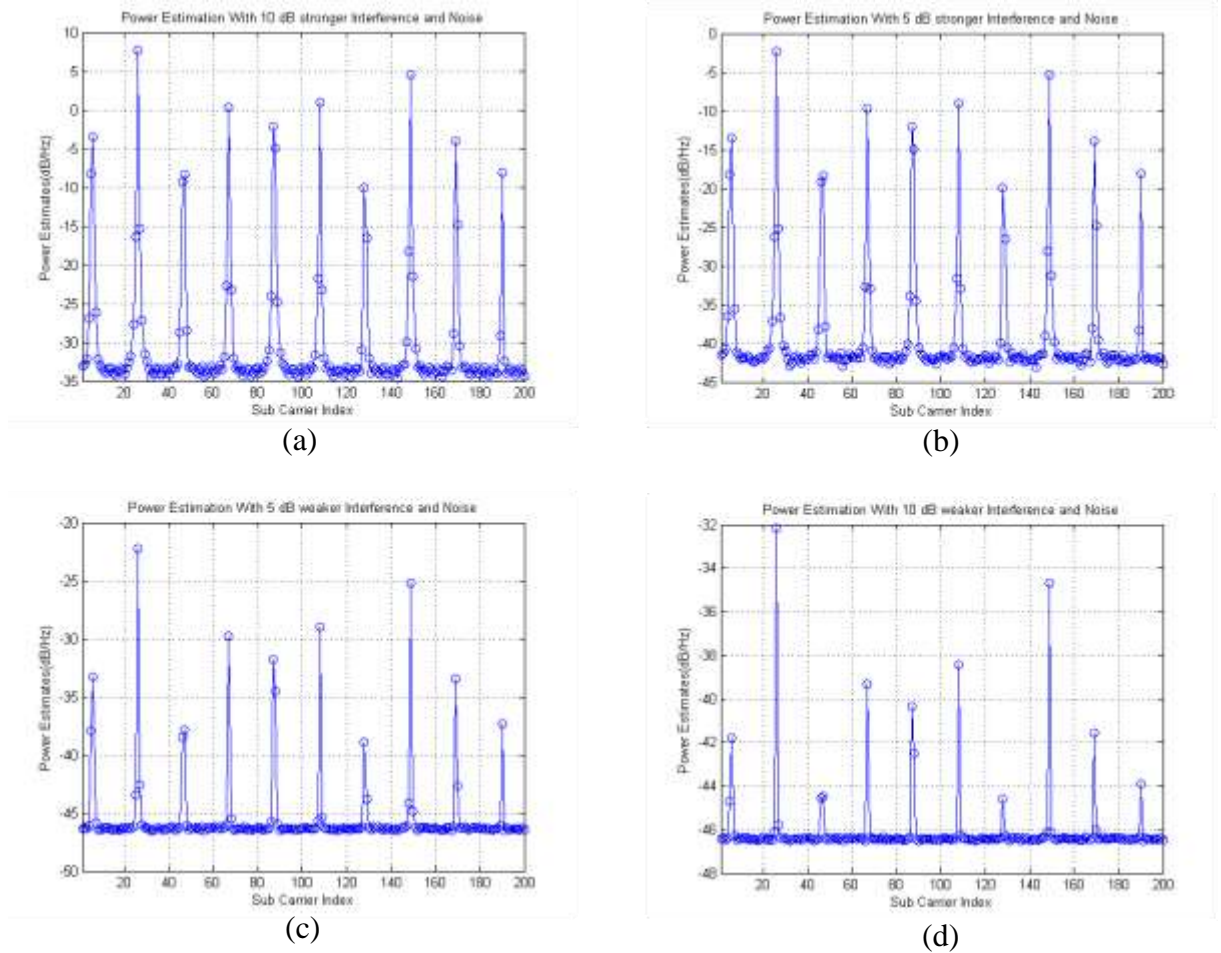 Power Estimation With 10 dB stronger Interference and Noise
10
5
0
-5
-10
-15
-20
-25
-30
-35
Power Estimates(dB/Hz)
20 40 60 80 100 120 140 160 180 200
Sub Carrier Index
(a)
Power Estimation With 5 dB stronger Interference and Noise
0
-5
-10
-15
-20
-25
-30
-35
-40
-45
Power Estimates(dB/Hz)
20 40 60 80 100 120 140 160 180 200
Sub Carrier Index
(b)
Power Estimation With 5 dB weaker Interference and Noise
-20
-25
-30
-35
-40
-45
-50
Power Estimates(dB/Hz)
20 40 60 80 100 120 140 160 180 200
Sub Carrier Index
(c)
Power Estimation With 10 dB weaker Interference and Noise
-32
-34
-36
-38
-40
-42
-44
-46
-48
Power Estimates(dB/Hz)
20 40 60 80 100 120 140 160 180 200
Sub Carrier Index
(d)